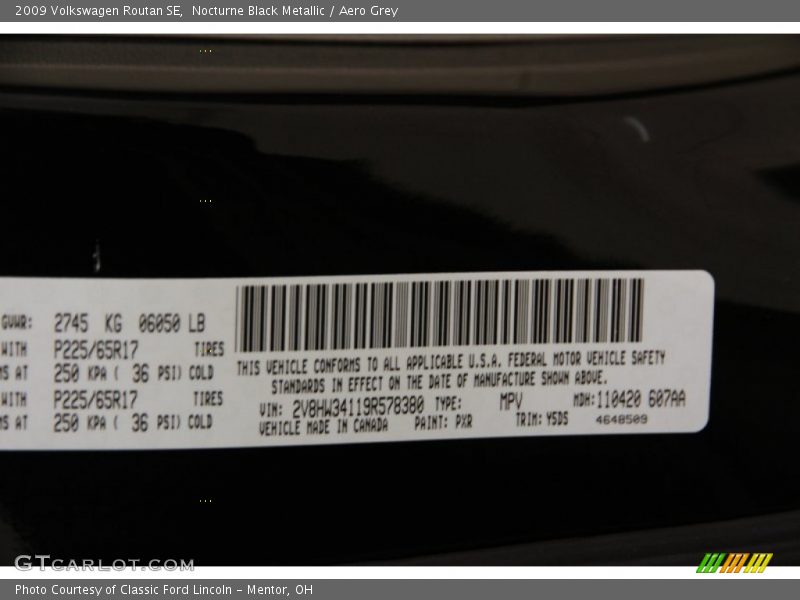 2009 Volkswagen Routan SE, Nocturne Black Metallic / Aero Grey
GVWR: 2745 KG 06050 LB
WITH P225/65R17 TIRES
AT 250 KPA ( 36 PSI) COLD
WITH P225/65R17 TIRES
AT 250 KPA ( 36 PSI) COLD
THIS VEHICLE CONFORMS TO ALL APPLICABLE U.S.A. FEDERAL MOTOR VEHICLE SAFETY
STANDARDS IN EFFECT ON THE DATE OF MANUFACTURE SHOWN ABOVE.
VIN: 2V8HW34119R578380 TYPE: MPV MDH:110420 607AA
VEHICLE MADE IN CANADA PAINT: PXR TRIM: YSDS 4648509
GTCARLOT.COM
Photo Courtesy of Classic Ford Lincoln - Mentor, OH